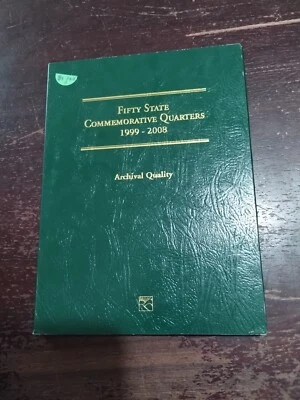 FIFTY STATE
COMMEMORATIVE QUARTERS
1999 - 2008
Archival Quality